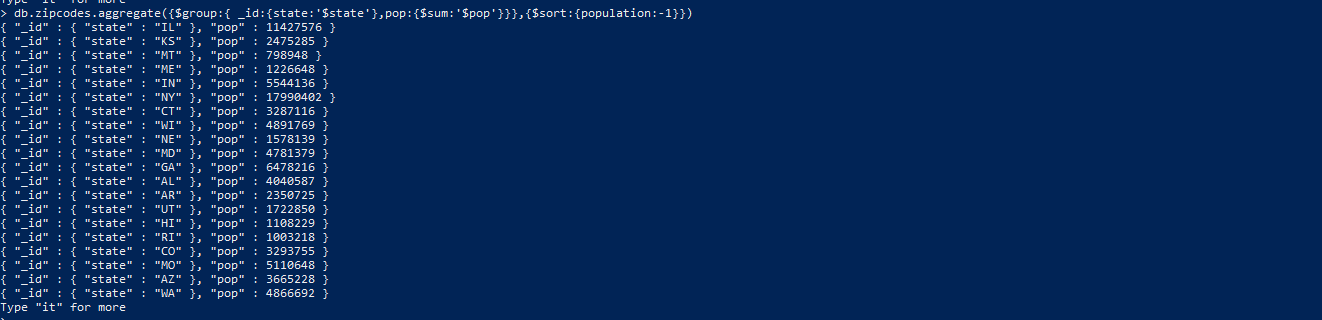 Type "it" for more
> db.zipcodes.aggregate({$group:{ _id:{state:'$state'},pop:{$sum:'$pop'}}},{$sort:{population:-1}})
{ "_id" : { "state" : "IL" }, "pop" : 11427576 }
{ "_id" : { "state" : "KS" }, "pop" : 2475285 }
{ "_id" : { "state" : "MT" }, "pop" : 798948 }
{ "_id" : { "state" : "ME" }, "pop" : 1226648 }
{ "_id" : { "state" : "IN" }, "pop" : 5544136 }
{ "_id" : { "state" : "NY" }, "pop" : 17990402 }
{ "_id" : { "state" : "CT" }, "pop" : 3287116 }
{ "_id" : { "state" : "WI" }, "pop" : 4891769 }
{ "_id" : { "state" : "NE" }, "pop" : 1578139 }
{ "_id" : { "state" : "MD" }, "pop" : 4781379 }
{ "_id" : { "state" : "GA" }, "pop" : 6478216 }
{ "_id" : { "state" : "AL" }, "pop" : 4040587 }
{ "_id" : { "state" : "AR" }, "pop" : 2350725 }
{ "_id" : { "state" : "UT" }, "pop" : 1722850 }
{ "_id" : { "state" : "HI" }, "pop" : 1108229 }
{ "_id" : { "state" : "RI" }, "pop" : 1003218 }
{ "_id" : { "state" : "CO" }, "pop" : 3293755 }
{ "_id" : { "state" : "MO" }, "pop" : 5110648 }
{ "_id" : { "state" : "AZ" }, "pop" : 3665228 }
{ "_id" : { "state" : "WA" }, "pop" : 4866692 }
Type "it" for more